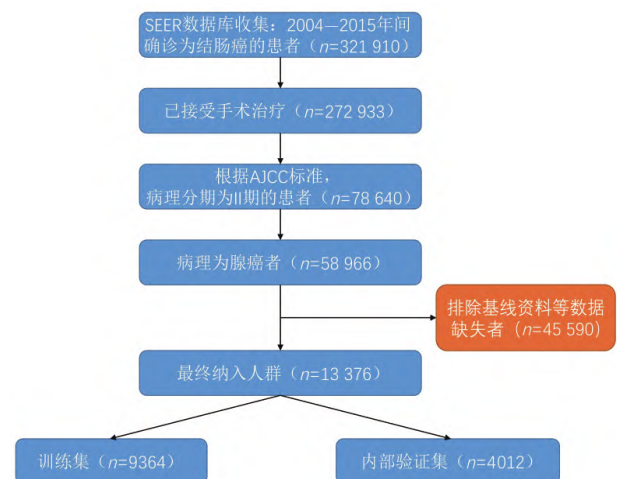 SEER数据库收集：2004—2015年间
确诊为结肠癌的患者（n=321 910）
已接受手术治疗（n=272 933）
根据AJCC标准，
病理分期为II期的患者（n=78 640）
病理为腺癌者（n=58 966）
排除基线资料等数据
缺失者（n=45 590）
最终纳入人群（n=13 376）
训练集（n=9364）
内部验证集（n=4012）